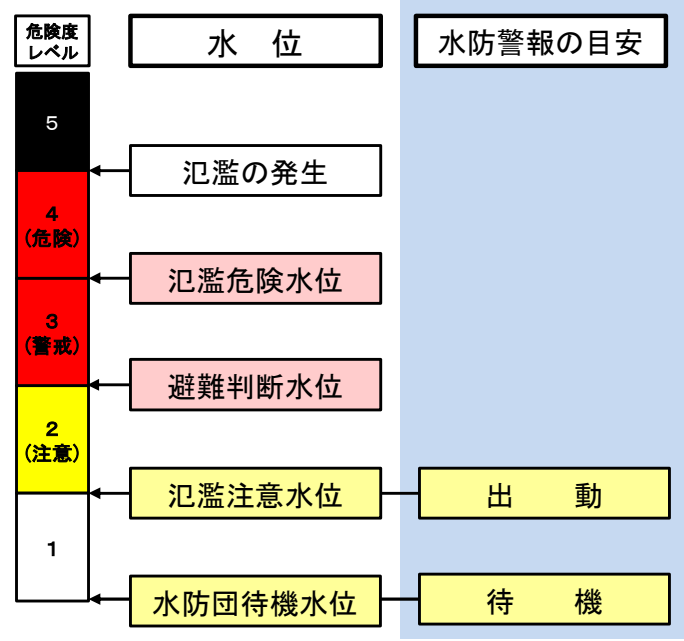 危険度
レベル
水 位
水防警報の目安
5
氾濫の発生
4
(危険)
氾濫危険水位
3
(警戒)
避難判断水位
2
(注意)
氾濫注意水位
出 動
1
水防団待機水位
待 機